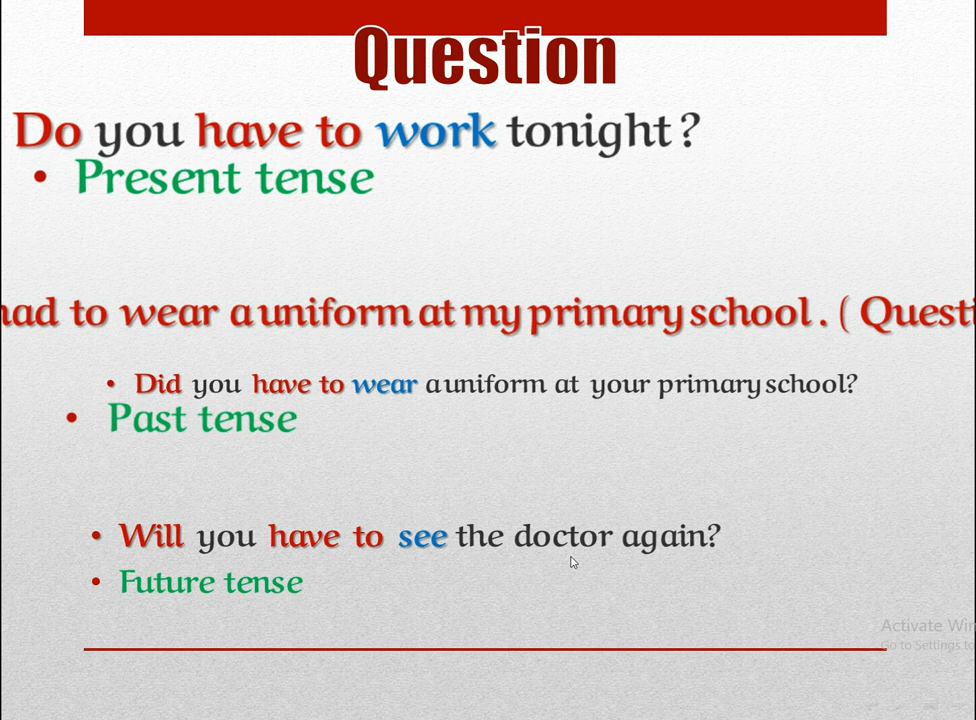 Question
Do you have to work tonight?
• Present tense
had to wear a uniform at my primary school. ( Questi
• Did you have to wear a uniform at your primary school?
• Past tense
• Will you have to see the doctor again?
• Future tense
Activate Win
Go to Settings to